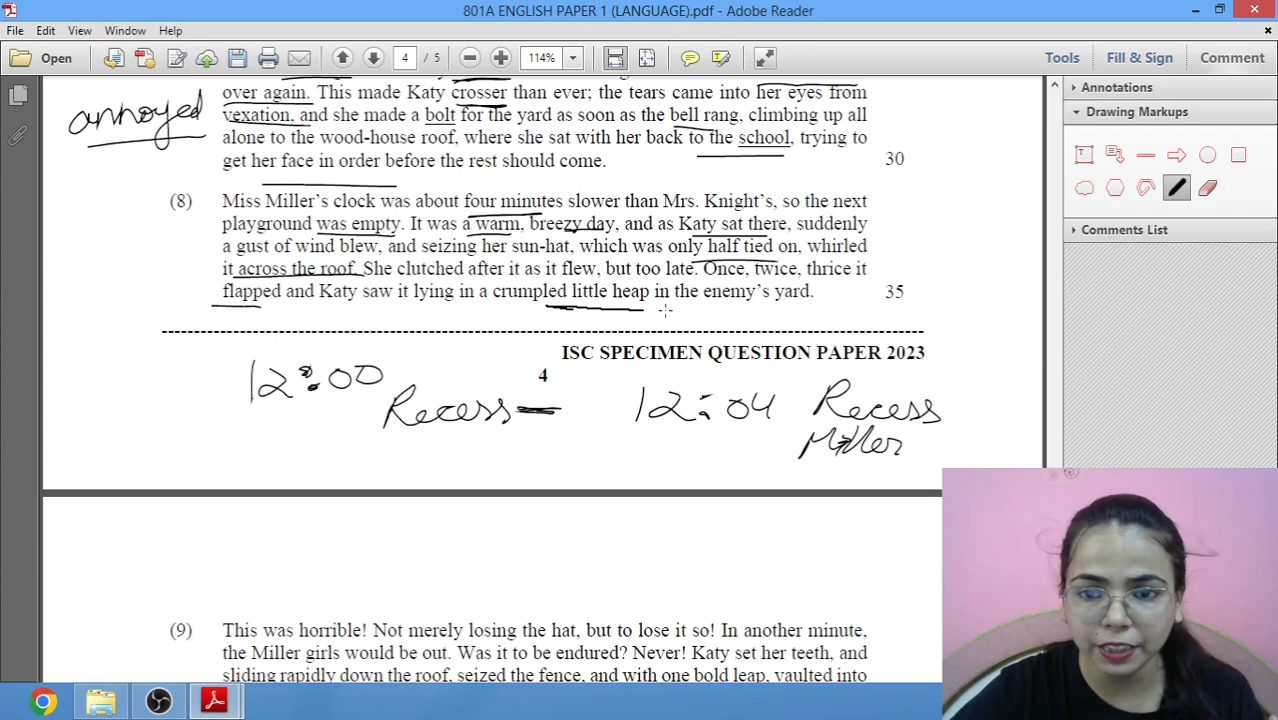 801A ENGLISH PAPER 1 (LANGUAGE).pdf - Adobe Reader
File Edit View Window Help
Open 4 / 5 114% Tools Fill & Sign Comment
Annotations
Drawing Markups
Comments List
over again. This made Katy crosser than ever; the tears came into her eyes from
annoyed
vexation, and she made a bolt for the yard as soon as the bell rang, climbing up all
alone to the wood-house roof, where she sat with her back to the school, trying to
get her face in order before the rest should come. 30
(8) Miss Miller's clock was about four minutes slower than Mrs. Knight's, so the next
playground was empty. It was a warm, breezy day, and as Katy sat there, suddenly
a gust of wind blew, and seizing her sun-hat, which was only half tied on, whirled
it across the roof. She clutched after it as it flew, but too late. Once, twice, thrice it
flapped and Katy saw it lying in a crumpled little heap in the enemy's yard. 35
ISC SPECIMEN QUESTION PAPER 2023
4
12:00
Recess
12:04 Recess
Miller
(9) This was horrible! Not merely losing the hat, but to lose it so! In another minute,
the Miller girls would be out. Was it to be endured? Never! Katy set her teeth, and
sliding rapidly down the roof, seized the fence, and with one bold leap, vaulted into